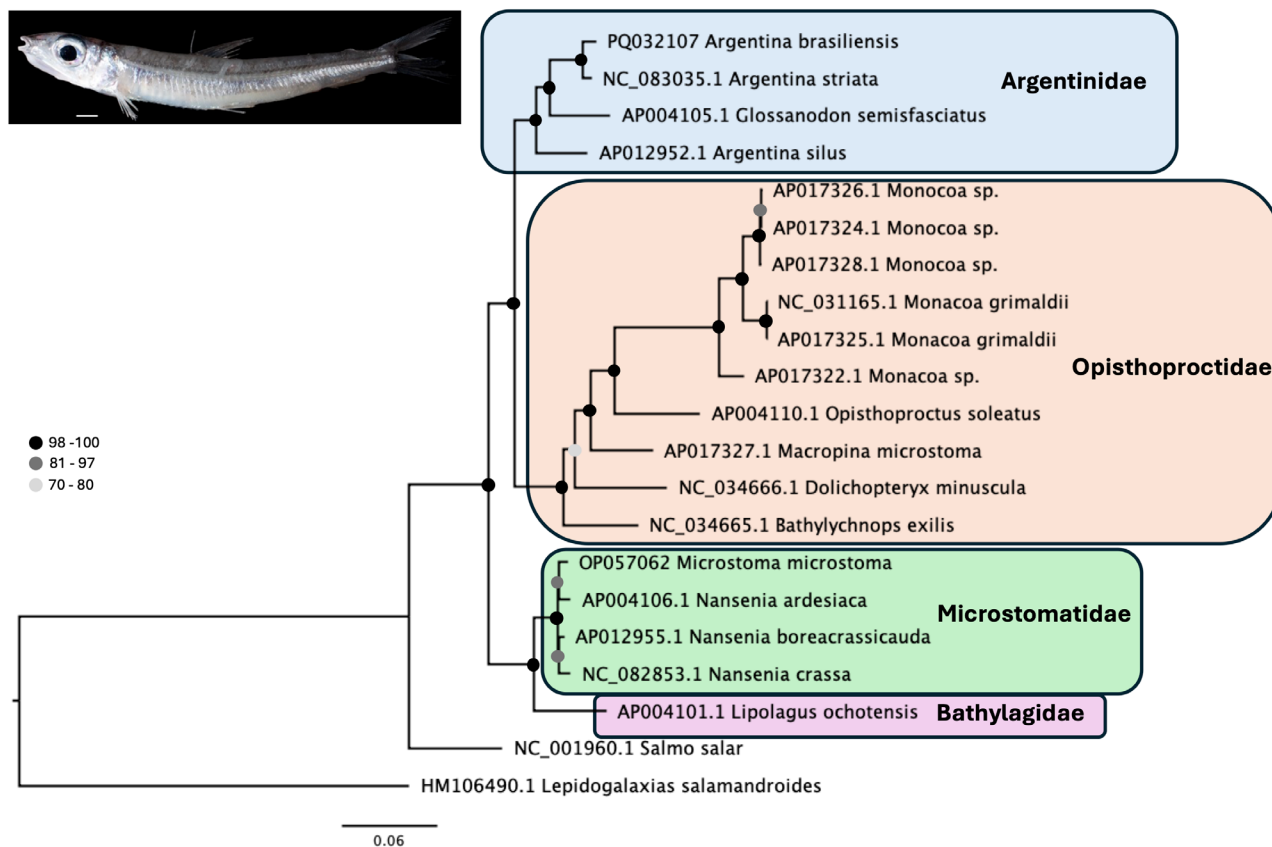 PQ032107 Argentina brasiliensis
NC_083035.1 Argentina striata
Argentinidae
AP004105.1 Glossanodon semisfasciatus
AP012952.1 Argentina silus
AP017326.1 Monocoa sp.
AP017324.1 Monocoa sp.
AP017328.1 Monocoa sp.
NC_031165.1 Monacoa grimaldii
AP017325.1 Monacoa grimaldii
Opisthoproctidae
AP017322.1 Monacoa sp.
AP004110.1 Opisthoproctus soleatus
98 -100
81 - 97
70 - 80
AP017327.1 Macropina microstoma
NC_034666.1 Dolichopteryx minuscula
NC_034665.1 Bathylychnops exilis
OP057062 Microstoma microstoma
AP004106.1 Nansenia ardesiaca
Microstomatidae
AP012955.1 Nansenia boreacrassicauda
NC_082853.1 Nansenia crassa
AP004101.1 Lipolagus ochotensis Bathylagidae
NC_001960.1 Salmo salar
HM106490.1 Lepidogalaxias salamandroides
0.06